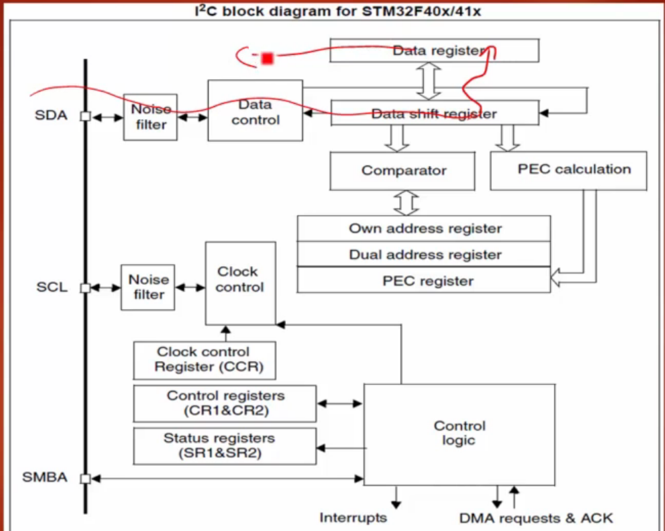 I²C block diagram for STM32F40x/41x
Data register
SDA
Noise
filter
Data
control
Data shift register
Comparator
PEC calculation
Own address register
Dual address register
PEC register
SCL
Noise
filter
Clock
control
Clock control
Register (CCR)
Control registers
(CR1&CR2)
Status registers
(SR1&SR2)
Control
logic
SMBA
Interrupts
DMA requests & ACK